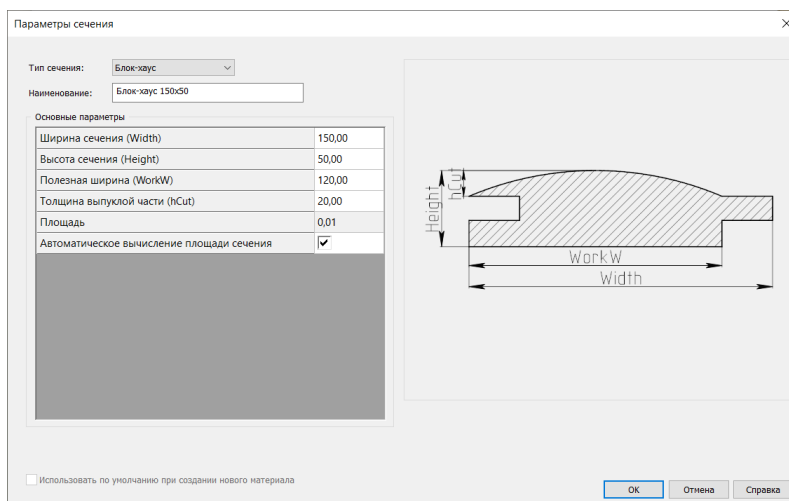 Параметры сечения
Тип сечения: Блок-хаус
Наименование: Блок-хаус 150х50
Основные параметры
Ширина сечения (Width) 150,00
Высота сечения (Height) 50,00
Полезная ширина (WorkW) 120,00
Толщина выпуклой части (hCut) 20,00
Площадь 0,01
Автоматическое вычисление площади сечения
Height
hCut
WorkW
Width
Использовать по умолчанию при создании нового материала
ОК Отмена Справка